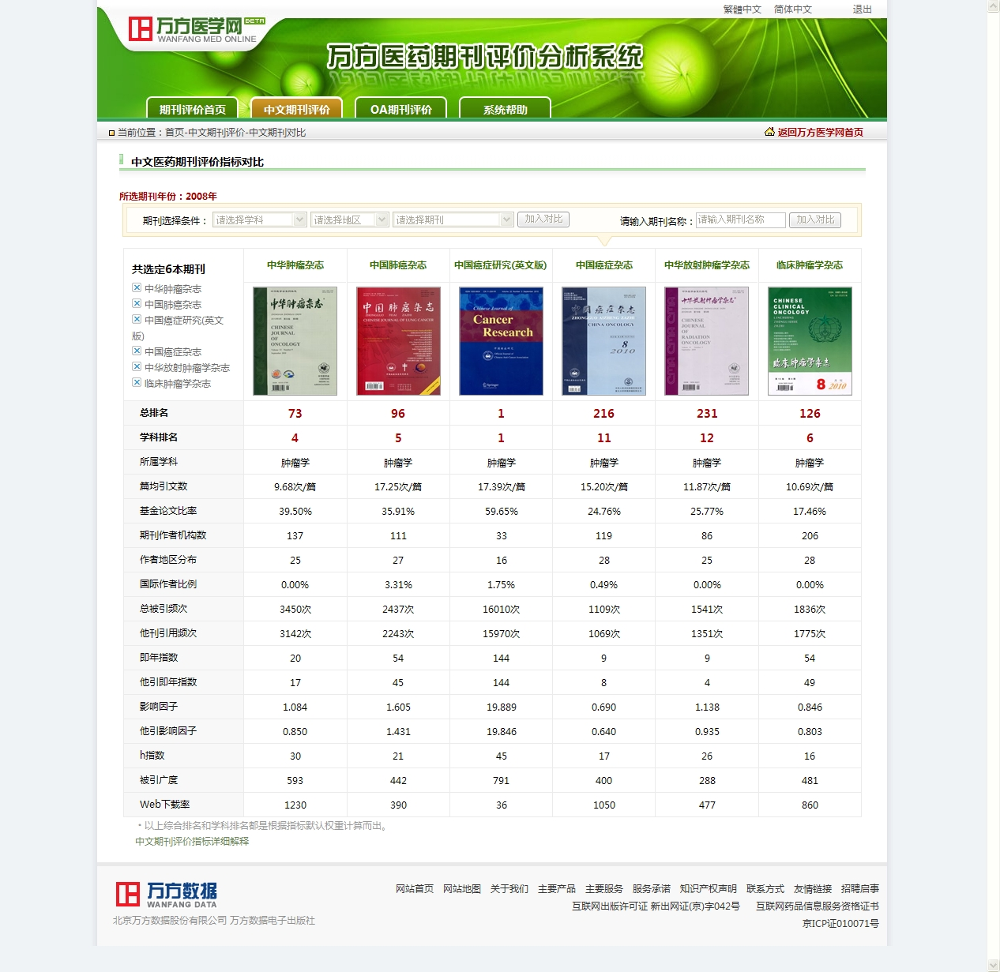 繁體中文 简体中文 退出
万方医学网 BETA
WANFANG MED ONLINE
万方医药期刊评价分析系统
期刊评价首页 中文期刊评价 OA期刊评价 系统帮助
当前位置：首页-中文期刊评价-中文期刊对比 返回万方医学网首页
中文医药期刊评价指标对比
所选期刊年份：2008年
期刊选择条件： 请选择学科 请选择地区 请选择期刊 加入对比 请输入期刊名称： 请输入期刊名称 加入对比
共选定6本期刊
中华肿瘤杂志
中国肺癌杂志
中国癌症研究(英文
版)
中国癌症杂志
中华放射肿瘤学杂志
临床肿瘤学杂志
中华肿瘤杂志 中国肺癌杂志 中国癌症研究(英文版) 中国癌症杂志 中华放射肿瘤学杂志 临床肿瘤学杂志
中华肿瘤杂志
CHINESE
JOURNAL
OF
ONCOLOGY
中国肺癌杂志
CHINESE JOURNAL OF LUNG CANCER
Chinese Journal of
Cancer
Research
Springer
中国癌症杂志
CHINA ONCOLOGY
8
2010
中华放射肿瘤学杂志
CHINESE
JOURNAL
OF
RADIATION
ONCOLOGY
CHINESE
CLINICAL
ONCOLOGY
临床肿瘤学杂志
8 2010
总排名 73 96 1 216 231 126
学科排名 4 5 1 11 12 6
所属学科 肿瘤学 肿瘤学 肿瘤学 肿瘤学 肿瘤学 肿瘤学
篇均引文数 9.68次/篇 17.25次/篇 17.39次/篇 15.20次/篇 11.87次/篇 10.69次/篇
基金论文比率 39.50% 35.91% 59.65% 24.76% 25.77% 17.46%
期刊作者机构数 137 111 33 119 86 206
作者地区分布 25 27 16 28 25 28
国际作者比例 0.00% 3.31% 1.75% 0.49% 0.00% 0.00%
总被引频次 3450次 2437次 16010次 1109次 1541次 1836次
他刊引用频次 3142次 2243次 15970次 1069次 1351次 1775次
即年指数 20 54 144 9 9 54
他引即年指数 17 45 144 8 4 49
影响因子 1.084 1.605 19.889 0.690 1.138 0.846
他引影响因子 0.850 1.431 19.846 0.640 0.935 0.803
h指数 30 21 45 17 26 16
被引广度 593 442 791 400 288 481
Web下载率 1230 390 36 1050 477 860
・以上综合排名和学科排名都是根据指标默认权重计算而出。
中文期刊评价指标详细解释
万方数据
WANFANG DATA
北京万方数据股份有限公司 万方数据电子出版社
网站首页 网站地图 关于我们 主要产品 主要服务 服务承诺 知识产权声明 联系方式 友情链接 招聘启事
互联网出版许可证 新出网证(京)字042号 互联网药品信息服务资格证书
京ICP证010071号